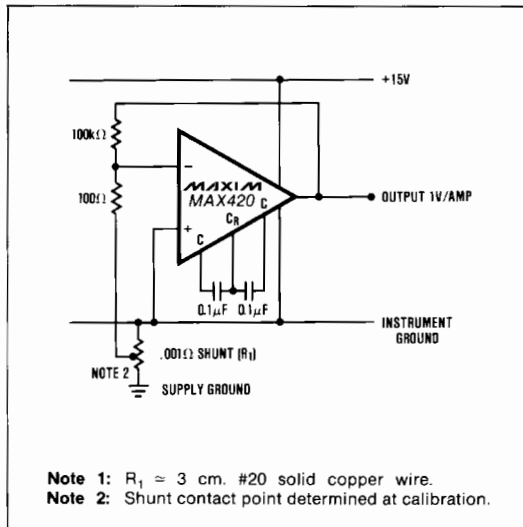 +15V
100kΩ
100Ω
−
+
MAXIM
MAX420
C
CR
C
OUTPUT 1V/AMP
0.1μF
0.1μF
INSTRUMENT
GROUND
NOTE 2
.001Ω SHUNT (R₁)
SUPPLY GROUND
Note 1: R₁ ≃ 3 cm. #20 solid copper wire.
Note 2: Shunt contact point determined at calibration.